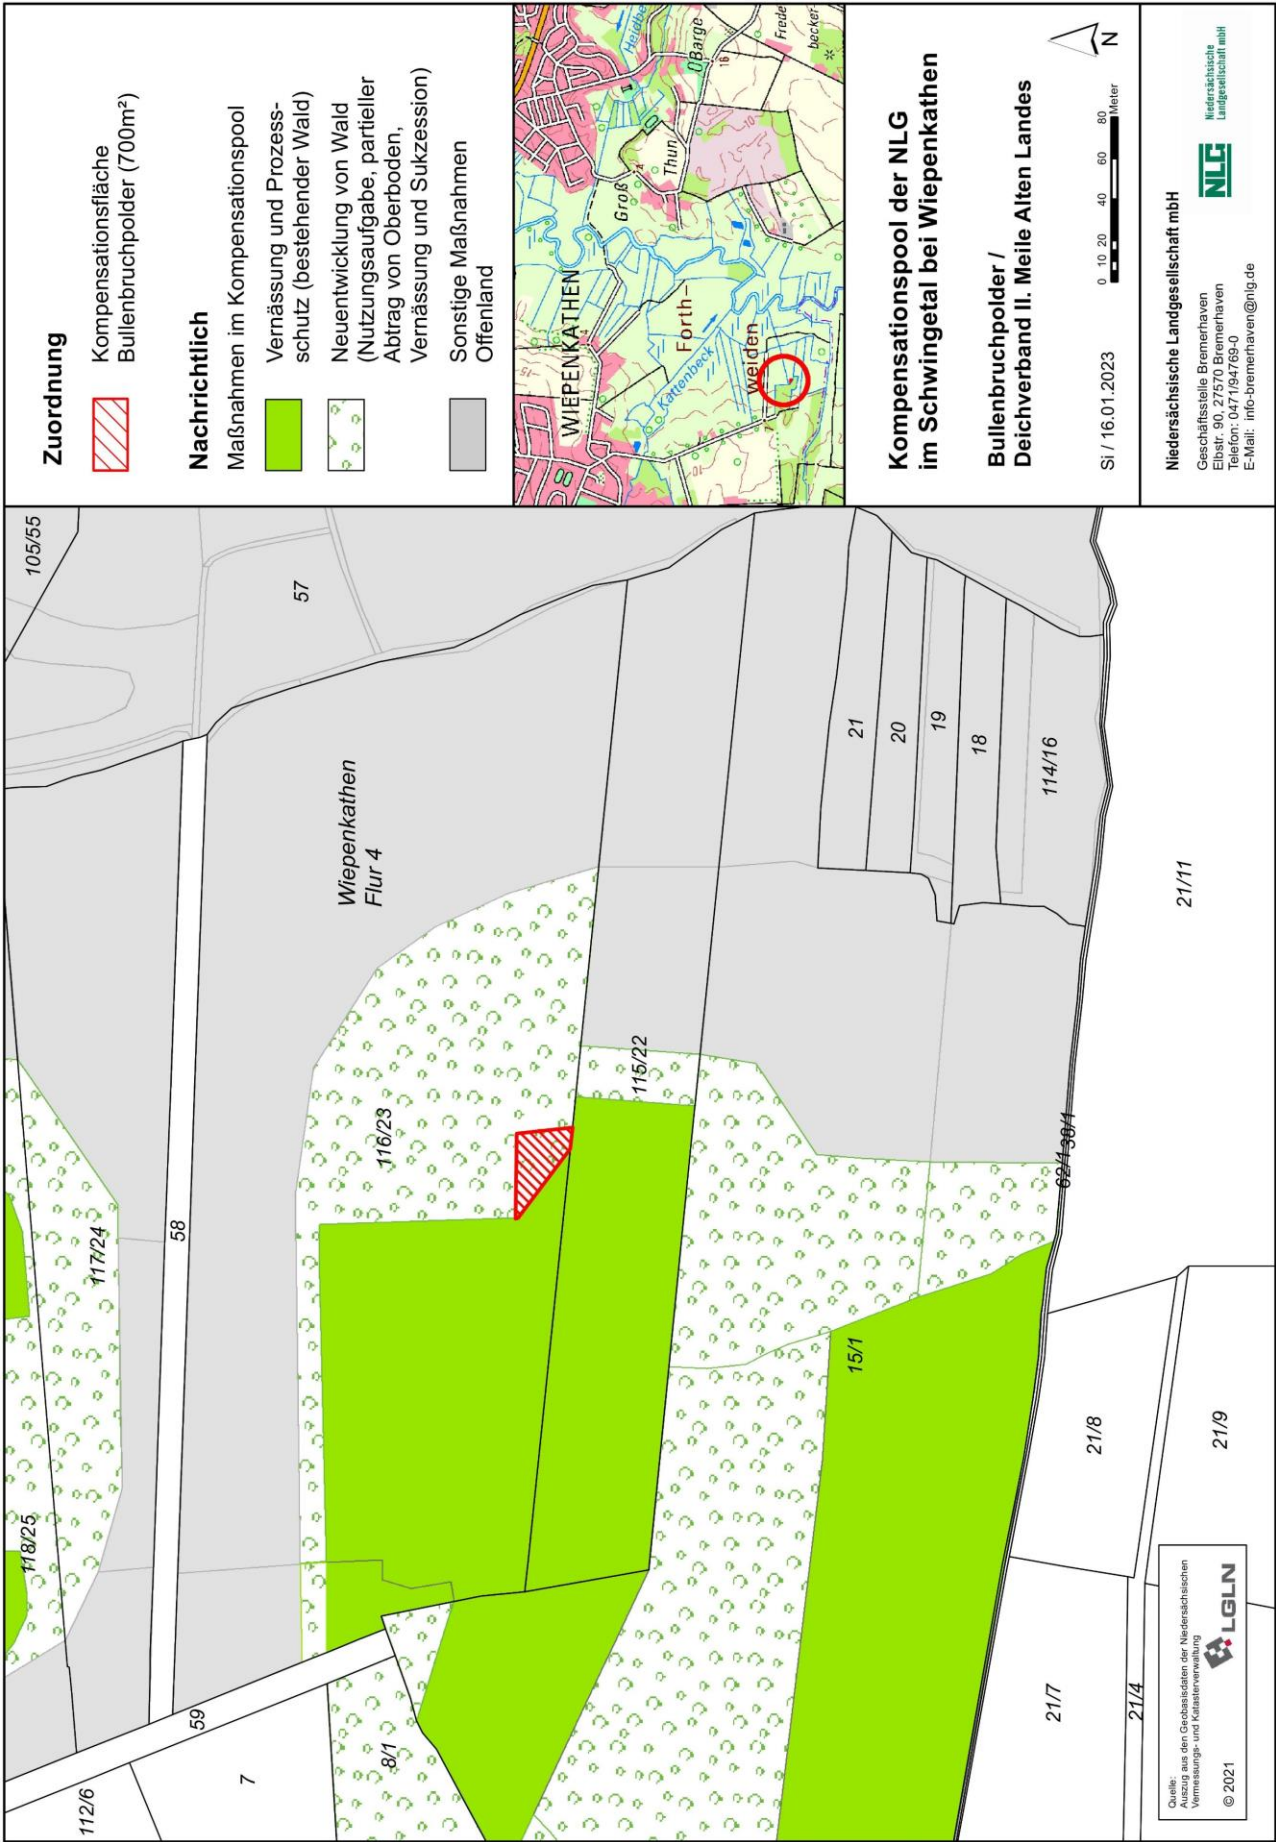 105/55
57
Wiepenkathen
Flur 4
58
117/24
118/25
116/23
115/22
59
112/6
7
8/1
15/1
21
20
19
18
114/16
62/1
38/1
21/11
21/8
21/9
21/7
21/4
Quelle:
Auszug aus den Geobasisdaten der Niedersächsischen
Vermessungs- und Katasterverwaltung
© 2021
LGLN
Zuordnung
Kompensationsfläche
Bullenbruchpolder (700m²)
Nachrichtlich
Maßnahmen im Kompensationspool
Vernässung und Prozess-
schutz (bestehender Wald)
Neuentwicklung von Wald
(Nutzungsaufgabe, partieller
Abtrag von Oberboden,
Vernässung und Sukzession)
Sonstige Maßnahmen
Offenland
WIEPENKATHEN
Groß
Thun
Barge
Frede
becker-
16
Forth-
weiden
Kattenbeck
Kompensationspool der NLG
im Schwingetal bei Wiepenkathen
Bullenbruchpolder /
Deichverband II. Meile Alten Landes
Si / 16.01.2023
0 10 20 40 60 80
Meter
N
Niedersächsische Landgesellschaft mbH
Geschäftsstelle Bremerhaven
Elbstr. 90, 27570 Bremerhaven
Telefon: 0471/94769-0
E-Mail: info-bremerhaven@nlg.de
NLG
Niedersächsische
Landgesellschaft mbH